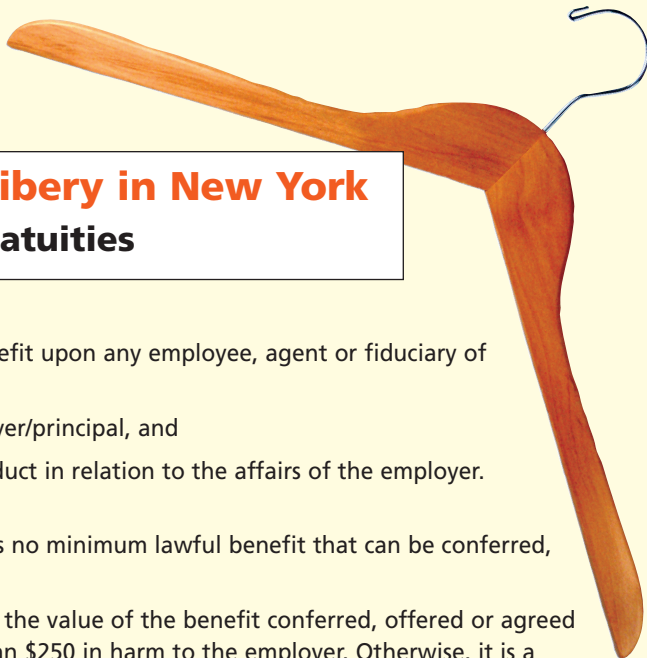 ibery in New York
atuities
efit upon any employee, agent or fiduciary of
yer/principal, and
duct in relation to the affairs of the employer.
s no minimum lawful benefit that can be conferred,
the value of the benefit conferred, offered or agreed
an $250 in harm to the employer. Otherwise, it is a